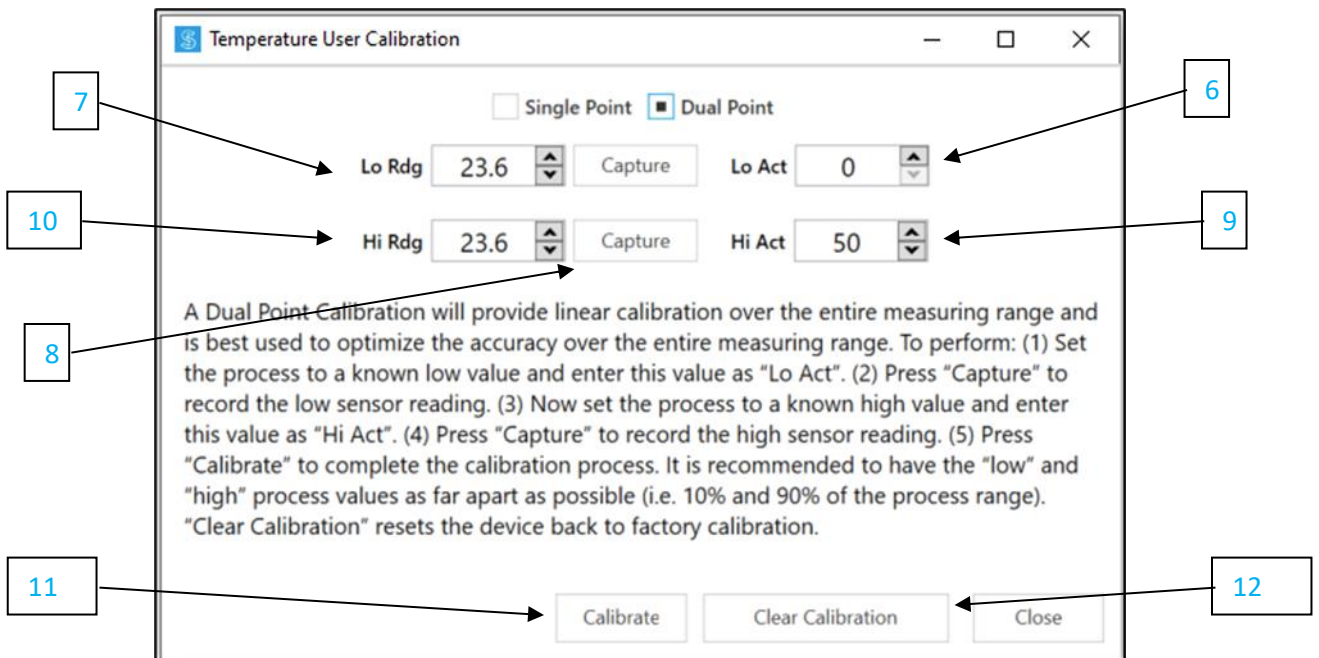 Temperature User Calibration
7
6
Single Point Dual Point
Lo Rdg 23.6 Capture Lo Act 0
10
9
Hi Rdg 23.6 Capture Hi Act 50
8
A Dual Point Calibration will provide linear calibration over the entire measuring range and
is best used to optimize the accuracy over the entire measuring range. To perform: (1) Set
the process to a known low value and enter this value as "Lo Act". (2) Press "Capture" to
record the low sensor reading. (3) Now set the process to a known high value and enter
this value as "Hi Act". (4) Press "Capture" to record the high sensor reading. (5) Press
"Calibrate" to complete the calibration process. It is recommended to have the "low" and
"high" process values as far apart as possible (i.e. 10% and 90% of the process range).
"Clear Calibration" resets the device back to factory calibration.
11
12
Calibrate Clear Calibration Close